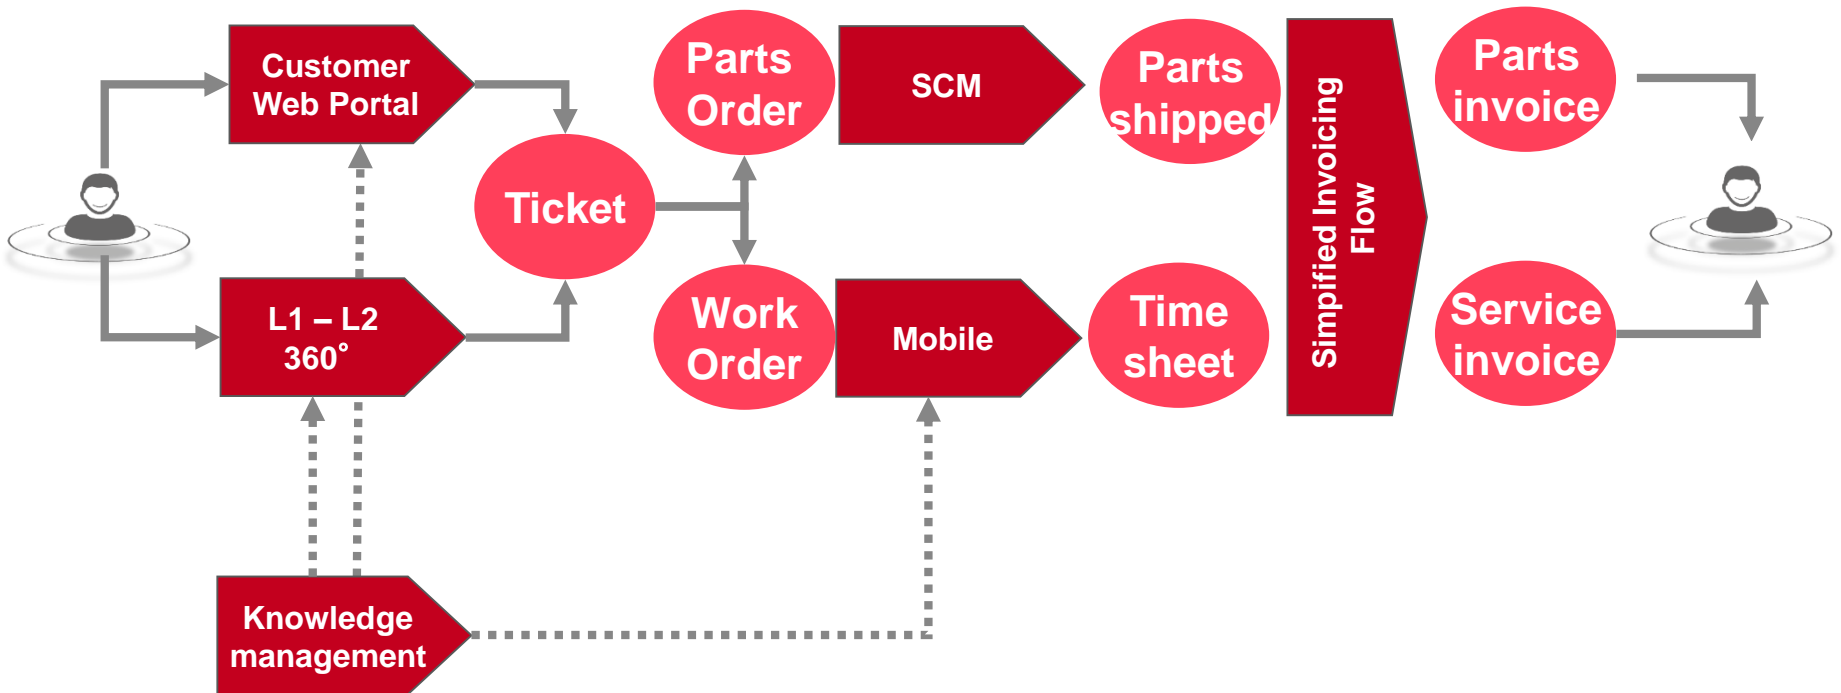 Customer
Web Portal
L1 – L2
360°
Knowledge
management
Ticket
Parts
Order
Work
Order
SCM
Mobile
Parts
shipped
Time
sheet
Simplified Invoicing
Flow
Parts
invoice
Service
invoice